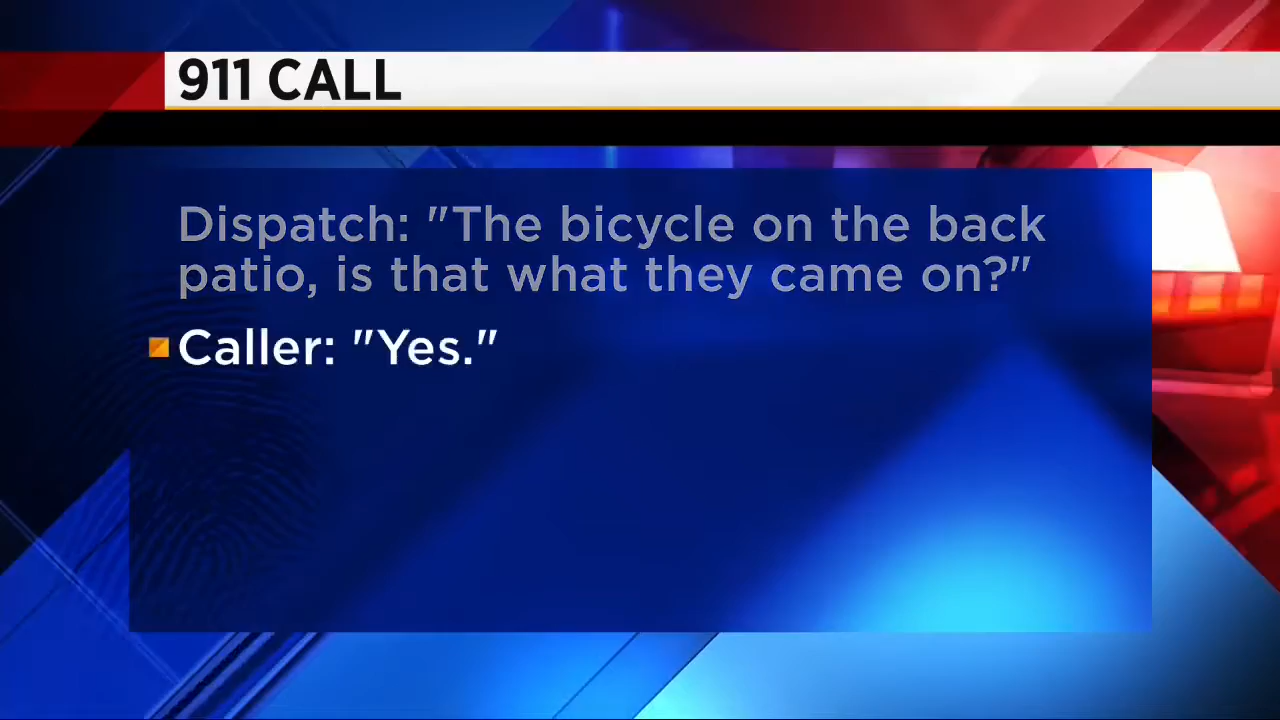 911 CALL
Dispatch: "The bicycle on the back
patio, is that what they came on?"
Caller: "Yes."